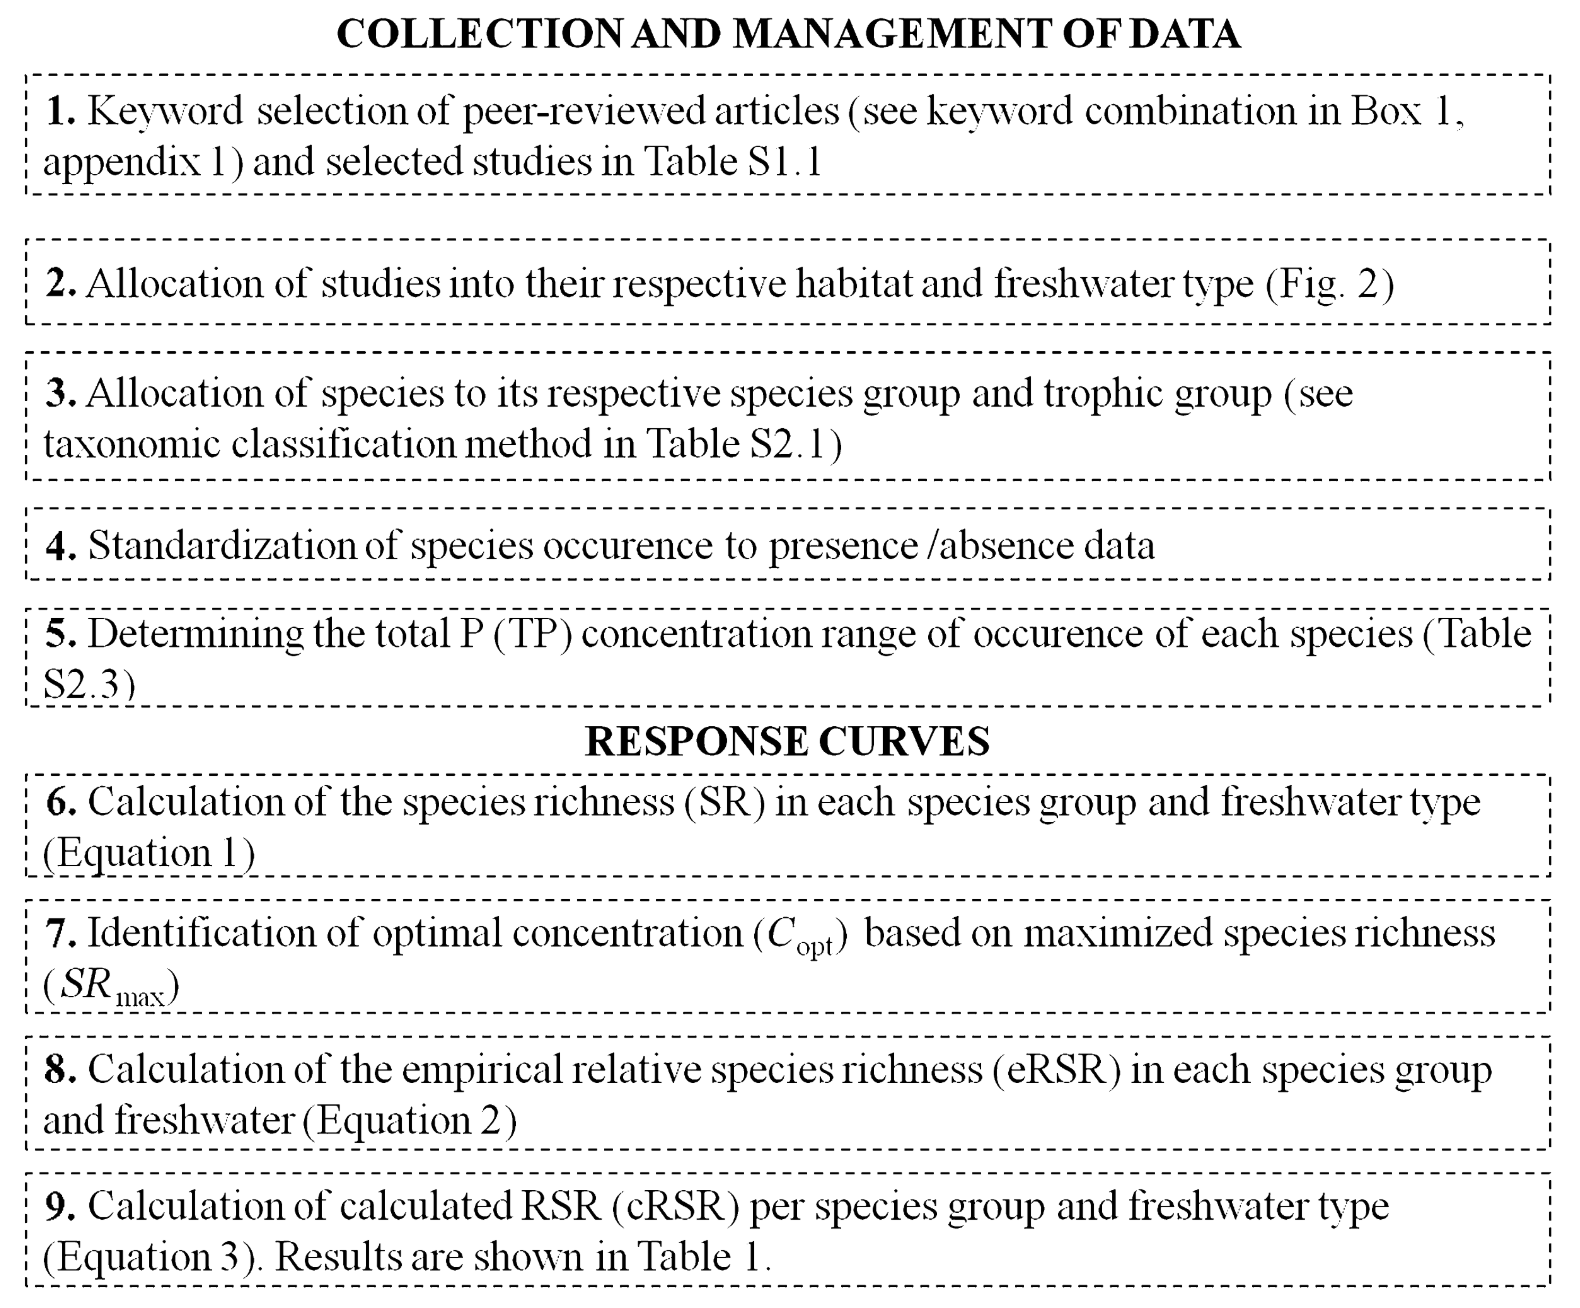 COLLECTION AND MANAGEMENT OF DATA
1. Keyword selection of peer-reviewed articles (see keyword combination in Box 1,
appendix 1) and selected studies in Table S1.1
2. Allocation of studies into their respective habitat and freshwater type (Fig. 2)
3. Allocation of species to its respective species group and trophic group (see
taxonomic classification method in Table S2.1)
4. Standardization of species occurence to presence /absence data
5. Determining the total P (TP) concentration range of occurence of each species (Table
S2.3)
RESPONSE CURVES
6. Calculation of the species richness (SR) in each species group and freshwater type
(Equation 1)
7. Identification of optimal concentration (Copt) based on maximized species richness
(SRmax)
8. Calculation of the empirical relative species richness (eRSR) in each species group
and freshwater (Equation 2)
9. Calculation of calculated RSR (cRSR) per species group and freshwater type
(Equation 3). Results are shown in Table 1.